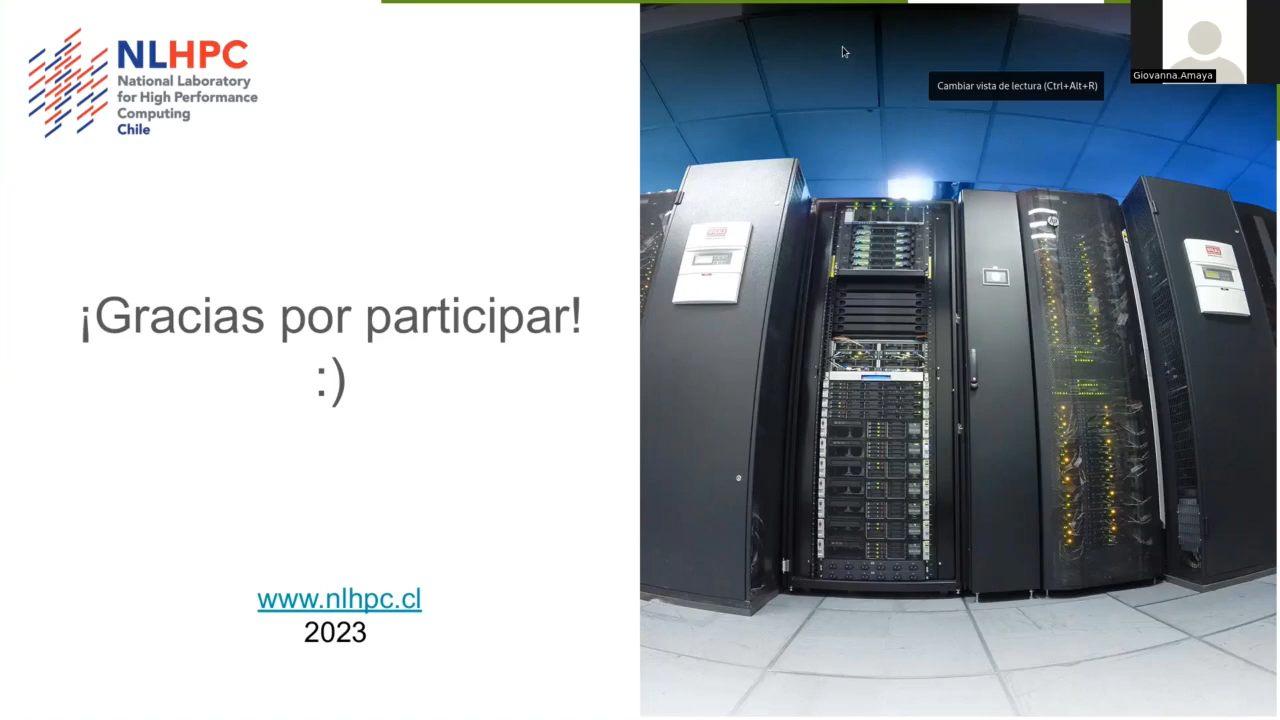 NLHPC
National Laboratory
for High Performance
Computing
Chile
Cambiar vista de lectura (Ctrl+Alt+R)
Giovanna.Amaya
¡Gracias por participar!
:)
www.nlhpc.cl
2023
hp